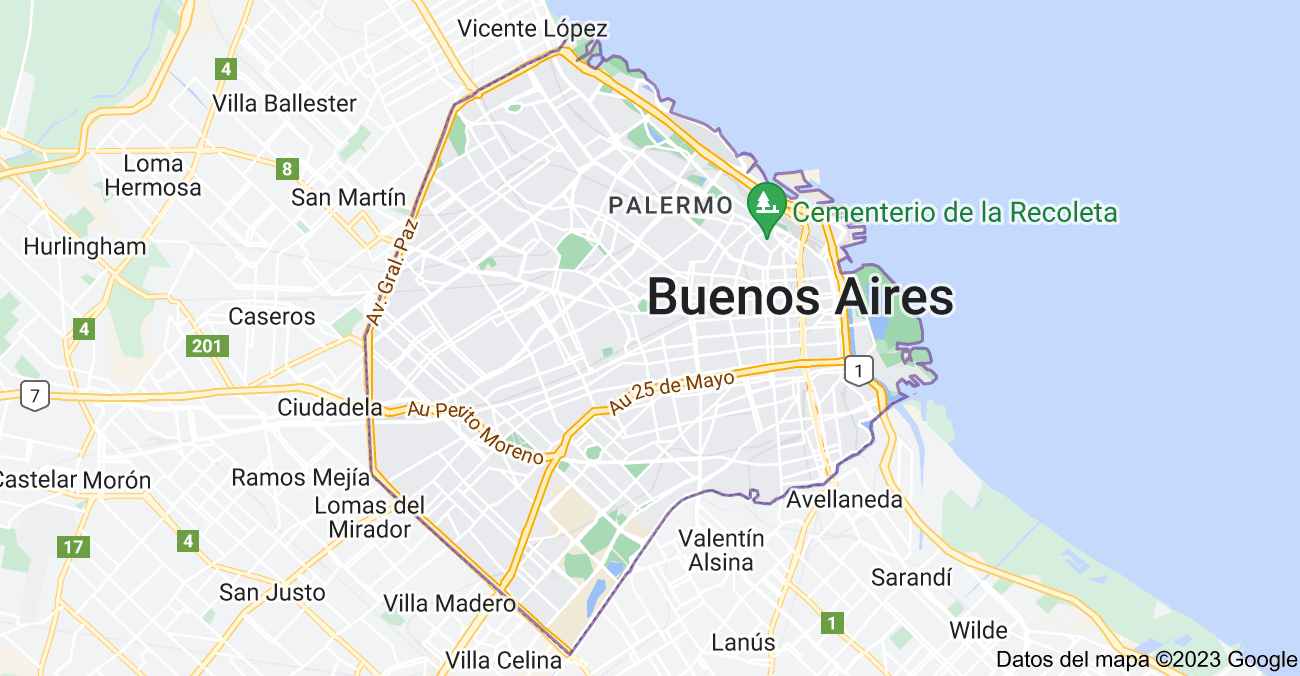 Vicente López
4
Villa Ballester
Loma
Hermosa
8
San Martín
PALERMO
Cementerio de la Recoleta
Hurlingham
Av. Gral. Paz
Buenos Aires
Caseros
4
201
1
7
Au 25 de Mayo
Ciudadela
Au Perito Moreno
Castelar
Morón
Ramos Mejía
Lomas del
Mirador
Avellaneda
17
4
Valentín
Alsina
Sarandí
San Justo
Villa Madero
1
Wilde
Lanús
Villa Celina
Datos del mapa ©2023 Google